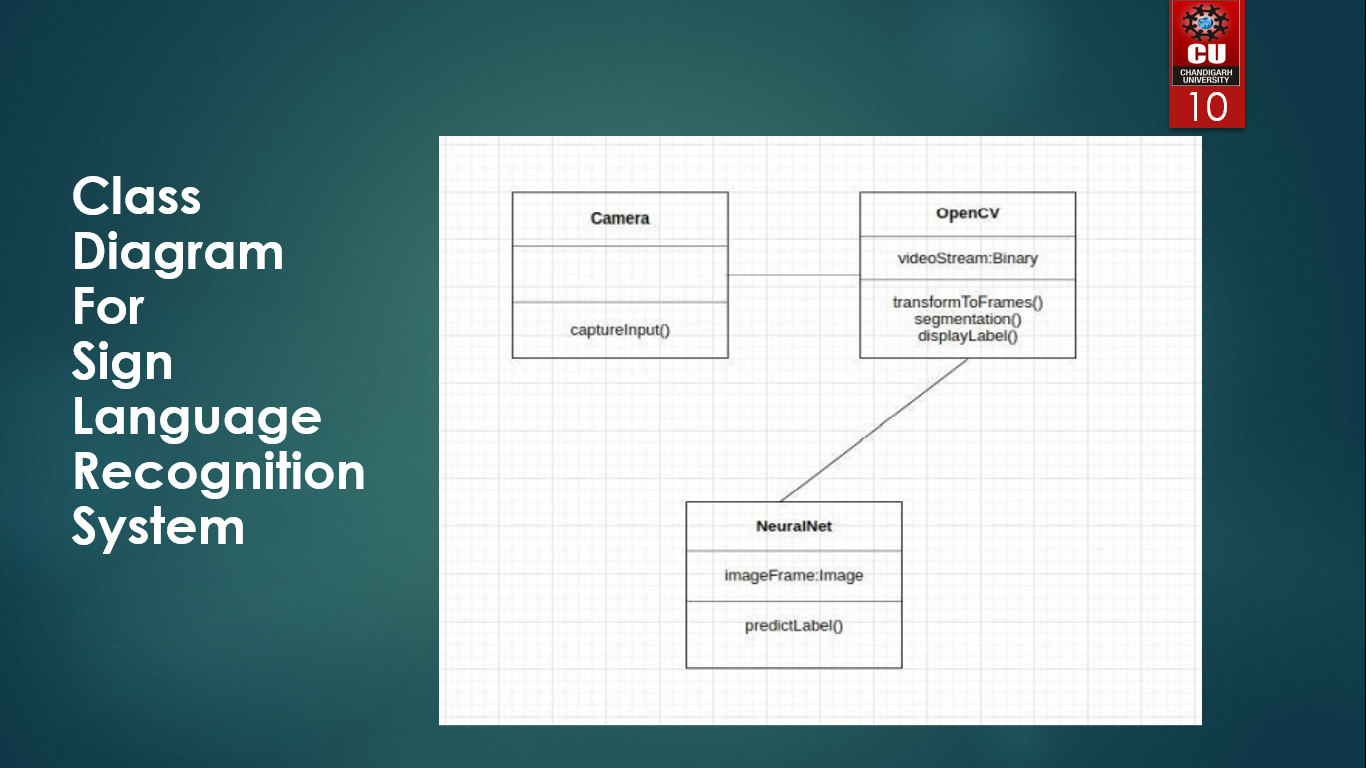 CU
CHANDIGARH
UNIVERSITY
10
Class
Diagram
For
Sign
Language
Recognition
System
Camera
captureInput()
OpenCV
videoStream:Binary
transformToFrames()
segmentation()
displayLabel()
NeuralNet
imageFrame:Image
predictLabel()